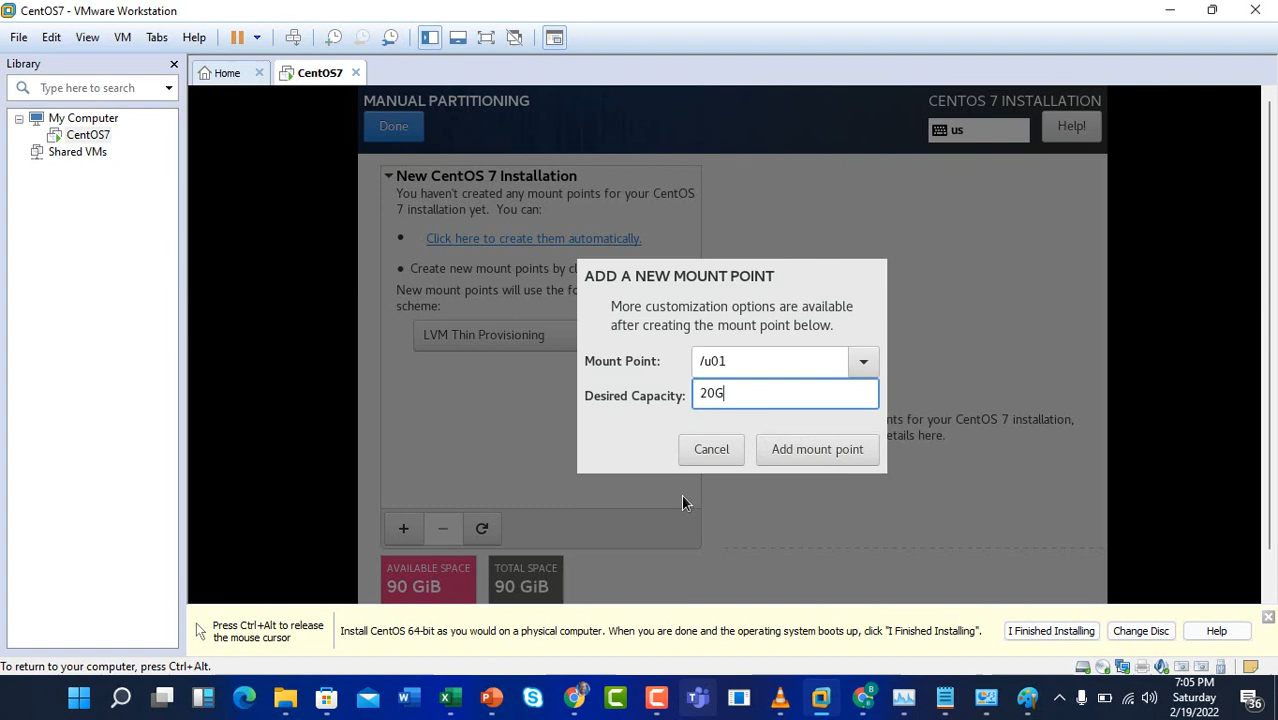 CentOS7 - VMware Workstation
File Edit View VM Tabs Help
Library
Type here to search
My Computer
CentOS7
Shared VMs
Home
CentOS7
MANUAL PARTITIONING
Done
CENTOS 7 INSTALLATION
us
Help!
New CentOS 7 Installation
You haven't created any mount points for your CentOS
7 installation yet. You can:
Click here to create them automatically.
Create new mount points by cl
New mount points will use the fo
scheme:
LVM Thin Provisioning
ADD A NEW MOUNT POINT
More customization options are available
after creating the mount point below.
Mount Point: /u01
Desired Capacity: 20G
Cancel Add mount point
nts for your CentOS 7 installation,
etails here.
+ −
AVAILABLE SPACE
90 GiB
TOTAL SPACE
90 GiB
Press Ctrl+Alt to release
the mouse cursor
Install CentOS 64-bit as you would on a physical computer. When you are done and the operating system boots up, click "I Finished Installing".
I Finished Installing Change Disc Help
To return to your computer, press Ctrl+Alt.
7:05 PM
Saturday
2/19/2022
36